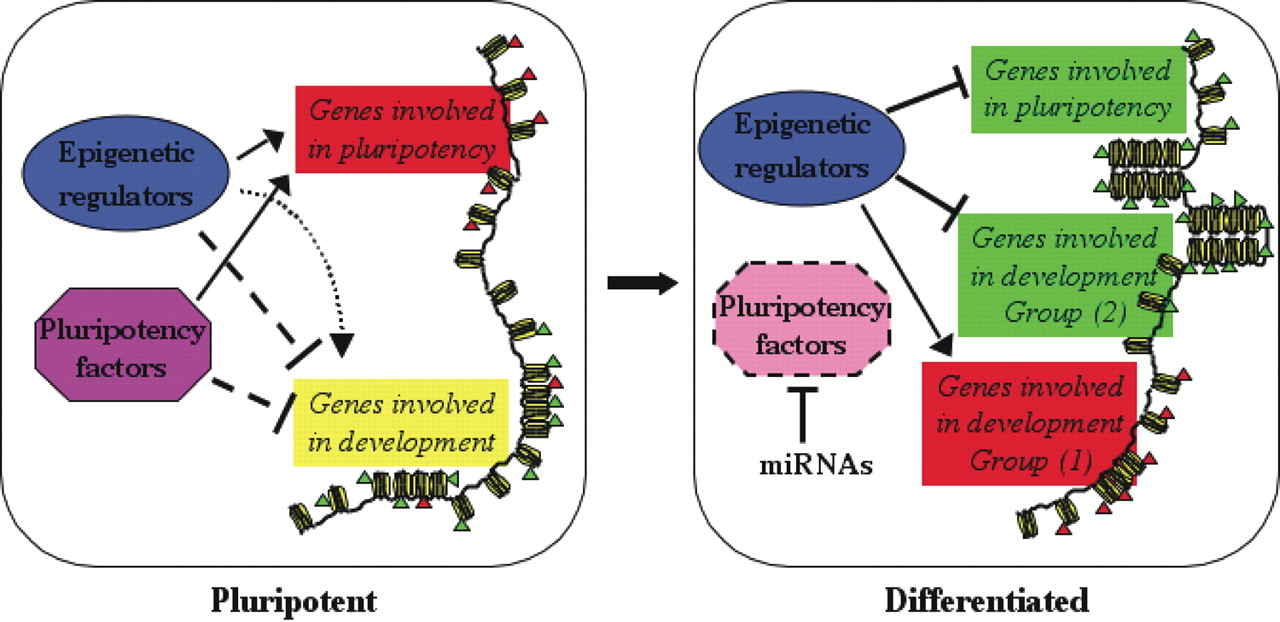 Genes involved
in pluripotency
Epigenetic
regulators
Pluripotency
factors
Genes involved
in development
Pluripotent
Genes involved
in pluripotency
Epigenetic
regulators
Genes involved
in development
Group (2)
Pluripotency
factors
Genes involved
in development
Group (1)
miRNAs
Differentiated